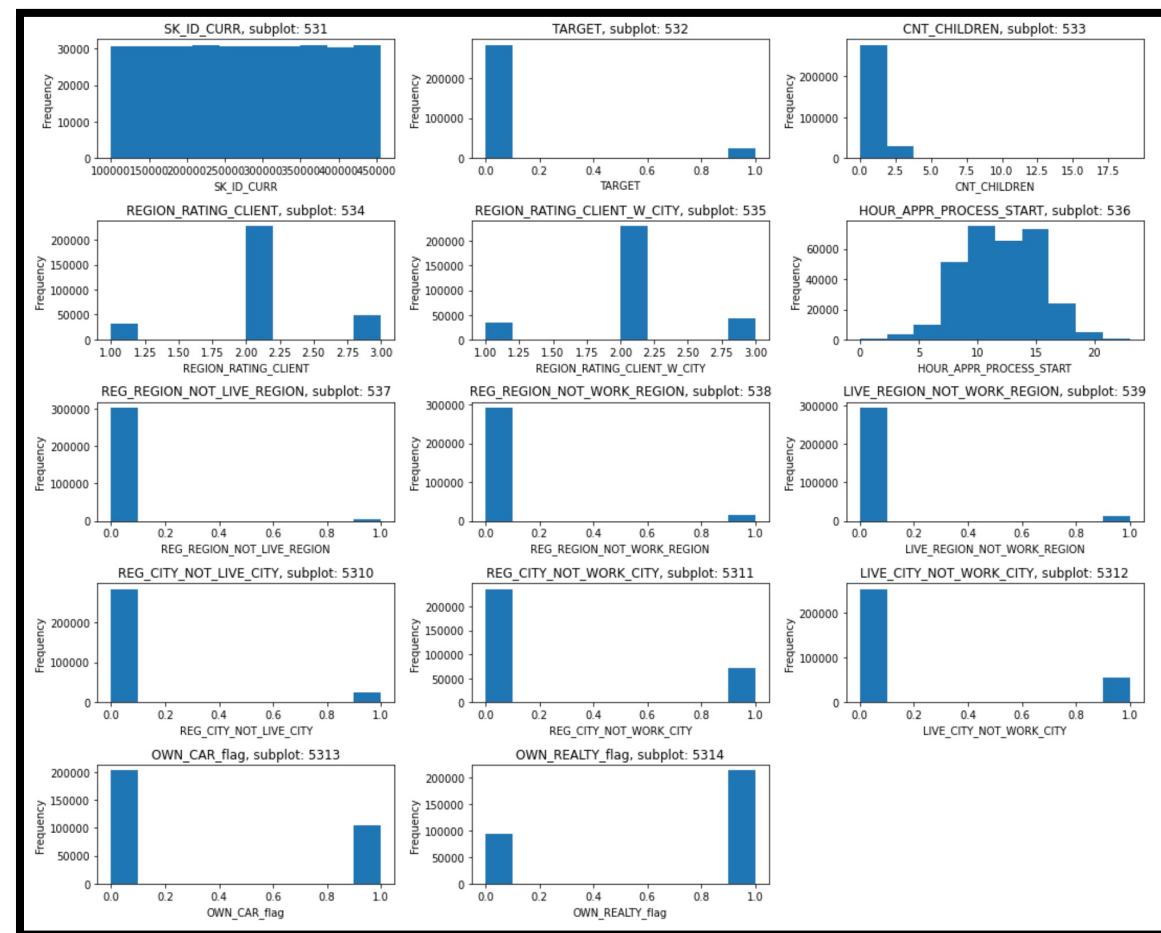 SK_ID_CURR, subplot: 531
Frequency
30000
20000
10000
0
100000150000200000250000300000350000400000450000
SK_ID_CURR
TARGET, subplot: 532
Frequency
200000
100000
0
0.0 0.2 0.4 0.6 0.8 1.0
TARGET
CNT_CHILDREN, subplot: 533
Frequency
200000
100000
0
0.0 2.5 5.0 7.5 10.0 12.5 15.0 17.5
CNT_CHILDREN
REGION_RATING_CLIENT, subplot: 534
Frequency
200000
150000
100000
50000
0
1.00 1.25 1.50 1.75 2.00 2.25 2.50 2.75 3.00
REGION_RATING_CLIENT
REGION_RATING_CLIENT_W_CITY, subplot: 535
Frequency
200000
150000
100000
50000
0
1.00 1.25 1.50 1.75 2.00 2.25 2.50 2.75 3.00
REGION_RATING_CLIENT_W_CITY
HOUR_APPR_PROCESS_START, subplot: 536
Frequency
60000
40000
20000
0
0 5 10 15 20
HOUR_APPR_PROCESS_START
REG_REGION_NOT_LIVE_REGION, subplot: 537
Frequency
300000
200000
100000
0
0.0 0.2 0.4 0.6 0.8 1.0
REG_REGION_NOT_LIVE_REGION
REG_REGION_NOT_WORK_REGION, subplot: 538
Frequency
300000
200000
100000
0
0.0 0.2 0.4 0.6 0.8 1.0
REG_REGION_NOT_WORK_REGION
LIVE_REGION_NOT_WORK_REGION, subplot: 539
Frequency
300000
200000
100000
0
0.0 0.2 0.4 0.6 0.8 1.0
LIVE_REGION_NOT_WORK_REGION
REG_CITY_NOT_LIVE_CITY, subplot: 5310
Frequency
200000
100000
0
0.0 0.2 0.4 0.6 0.8 1.0
REG_CITY_NOT_LIVE_CITY
REG_CITY_NOT_WORK_CITY, subplot: 5311
Frequency
200000
150000
100000
50000
0
0.0 0.2 0.4 0.6 0.8 1.0
REG_CITY_NOT_WORK_CITY
LIVE_CITY_NOT_WORK_CITY, subplot: 5312
Frequency
200000
100000
0
0.0 0.2 0.4 0.6 0.8 1.0
LIVE_CITY_NOT_WORK_CITY
OWN_CAR_flag, subplot: 5313
Frequency
200000
150000
100000
50000
0
0.0 0.2 0.4 0.6 0.8 1.0
OWN_CAR_flag
OWN_REALTY_flag, subplot: 5314
Frequency
200000
150000
100000
50000
0
0.0 0.2 0.4 0.6 0.8 1.0
OWN_REALTY_flag